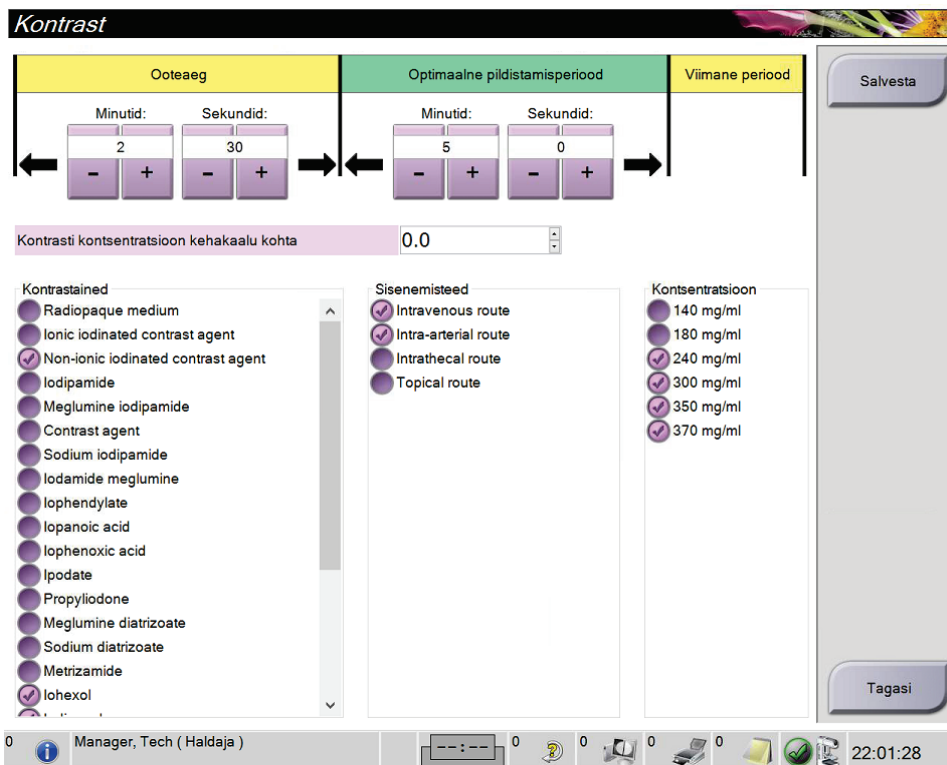 Kontrast
Ooteaeg
Optimaalne pildistamisperiood
Viimane periood
Salvesta
Minutid:
Sekundid:
Minutid:
Sekundid:
2
30
5
0
- + - +
- + - +
Kontrasti kontsentratsioon kehakaalu kohta
0.0
Kontrastained
Radiopaque medium
Ionic iodinated contrast agent
Non-ionic iodinated contrast agent
Iodipamide
Meglumine iodipamide
Contrast agent
Sodium iodipamide
Iodamide meglumine
Iophendylate
Iopanoic acid
Iophenoxic acid
Ipodate
Propyliodone
Meglumine diatrizoate
Sodium diatrizoate
Metrizamide
Iohexol
Sisenemisteed
Intravenous route
Intra-arterial route
Intrathecal route
Topical route
Kontsentratsioon
140 mg/ml
180 mg/ml
240 mg/ml
300 mg/ml
350 mg/ml
370 mg/ml
Tagasi
0
Manager, Tech ( Haldaja )
--:--
0
0
0
0
22:01:28